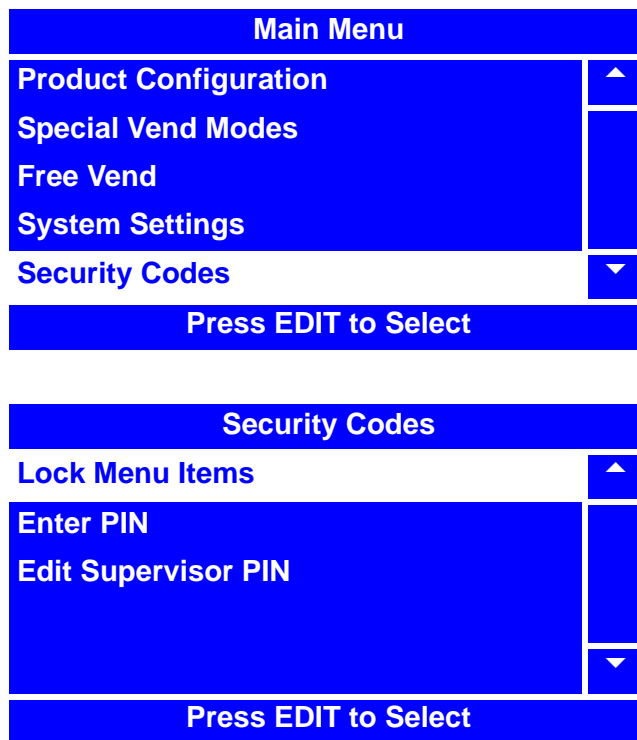 Main Menu
Product Configuration
Special Vend Modes
Free Vend
System Settings
Security Codes
Press EDIT to Select
Security Codes
Lock Menu Items
Enter PIN
Edit Supervisor PIN
Press EDIT to Select